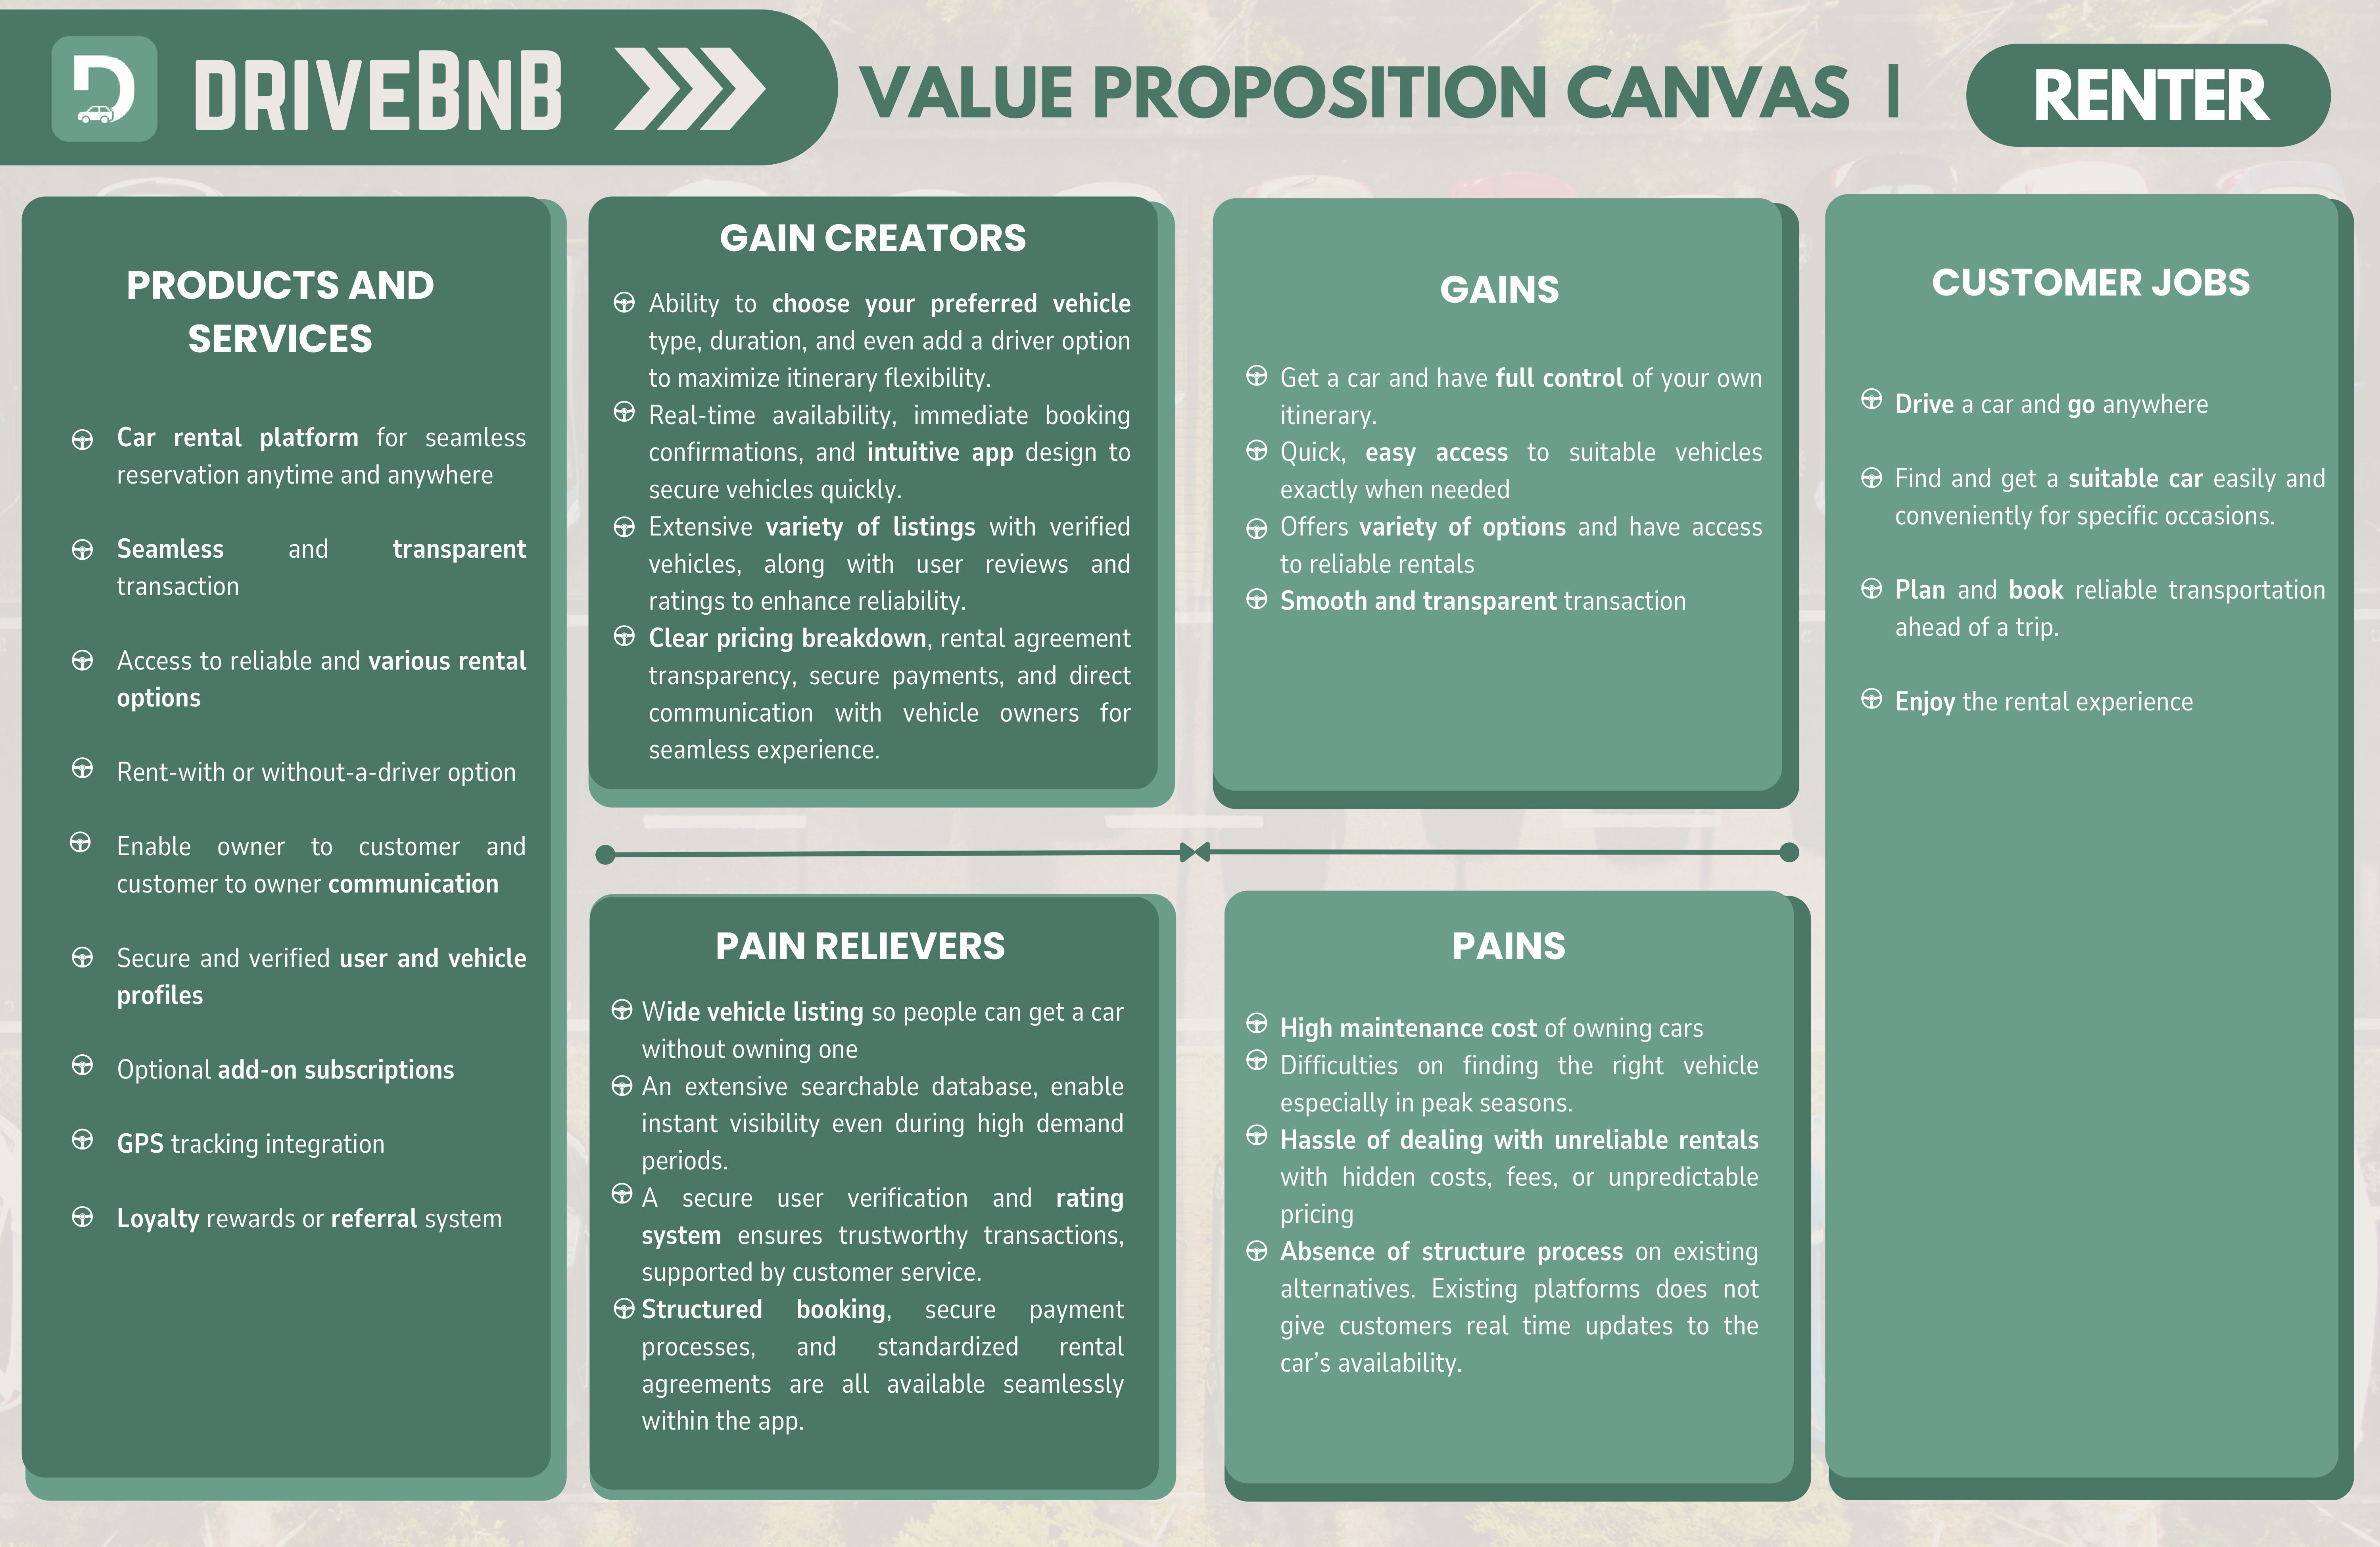 D
DRIVEBNB
VALUE PROPOSITION CANVAS |
RENTER
PRODUCTS AND
SERVICES
Car rental platform for seamless
reservation anytime and anywhere
Seamless and transparent
transaction
Access to reliable and various rental
options
Rent-with or without-a-driver option
Enable owner to customer and
customer to owner communication
Secure and verified user and vehicle
profiles
Optional add-on subscriptions
GPS tracking integration
Loyalty rewards or referral system
GAIN CREATORS
Ability to choose your preferred vehicle
type, duration, and even add a driver option
to maximize itinerary flexibility.
Real-time availability, immediate booking
confirmations, and intuitive app design to
secure vehicles quickly.
Extensive variety of listings with verified
vehicles, along with user reviews and
ratings to enhance reliability.
Clear pricing breakdown, rental agreement
transparency, secure payments, and direct
communication with vehicle owners for
seamless experience.
GAINS
Get a car and have full control of your own
itinerary.
Quick, easy access to suitable vehicles
exactly when needed
Offers variety of options and have access
to reliable rentals
Smooth and transparent transaction
PAIN RELIEVERS
Wide vehicle listing so people can get a car
without owning one
An extensive searchable database, enable
instant visibility even during high demand
periods.
A secure user verification and rating
system ensures trustworthy transactions,
supported by customer service.
Structured booking, secure payment
processes, and standardized rental
agreements are all available seamlessly
within the app.
PAINS
High maintenance cost of owning cars
Difficulties on finding the right vehicle
especially in peak seasons.
Hassle of dealing with unreliable rentals
with hidden costs, fees, or unpredictable
pricing
Absence of structure process on existing
alternatives. Existing platforms does not
give customers real time updates to the
car's availability.
CUSTOMER JOBS
Drive a car and go anywhere
Find and get a suitable car easily and
conveniently for specific occasions.
Plan and book reliable transportation
ahead of a trip.
Enjoy the rental experience